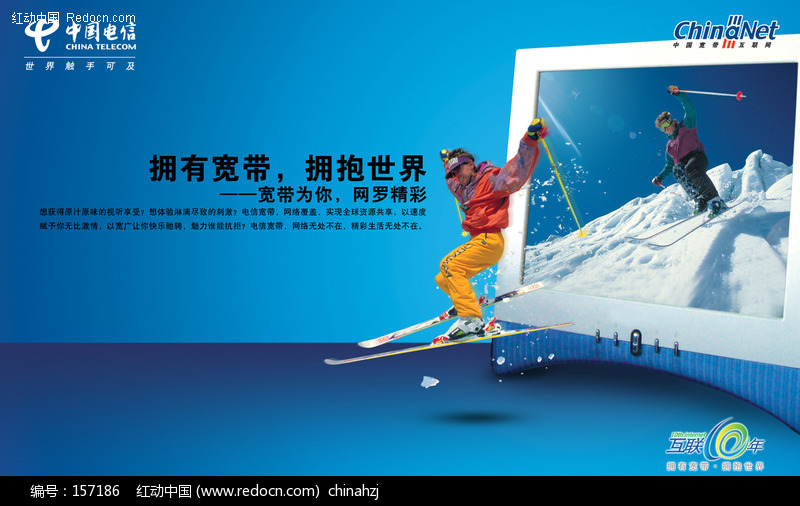 红动中国 Redocn.com
中国电信
CHINA TELECOM
世界触手可及
ChinaNet
中国宽带互联网
拥有宽带，拥抱世界
——宽带为你，网罗精彩
想获得原汁原味的视听享受？想体验淋漓尽致的刺激？电信宽带，网络覆盖，实现全球资源共享，以速度
赋予你无比激情，以宽广让你快乐驰骋，魅力谁能抗拒？电信宽带，网络无处不在、精彩生活无处不在。
10th.internet
互联10年
拥有宽带·拥抱世界
编号：157186 红动中国 (www.redocn.com) chinahzj